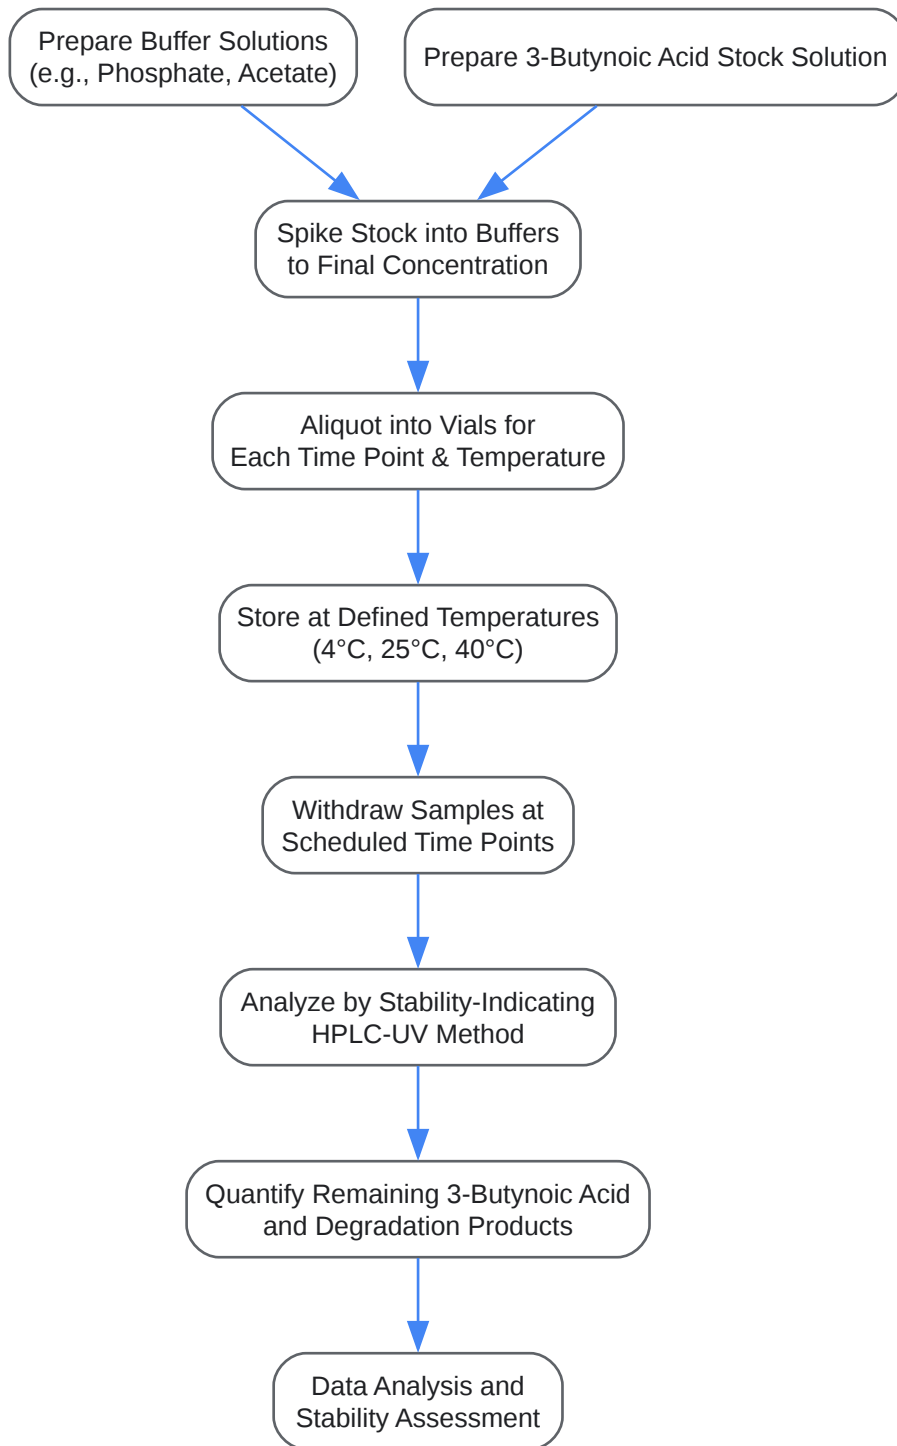 Prepare Buffer Solutions
(e.g., Phosphate, Acetate)
Prepare 3-Butynoic Acid Stock Solution
Spike Stock into Buffers
to Final Concentration
Aliquot into Vials for
Each Time Point & Temperature
Store at Defined Temperatures
(4°C, 25°C, 40°C)
Withdraw Samples at
Scheduled Time Points
Analyze by Stability-Indicating
HPLC-UV Method
Quantify Remaining 3-Butynoic Acid
and Degradation Products
Data Analysis and
Stability Assessment